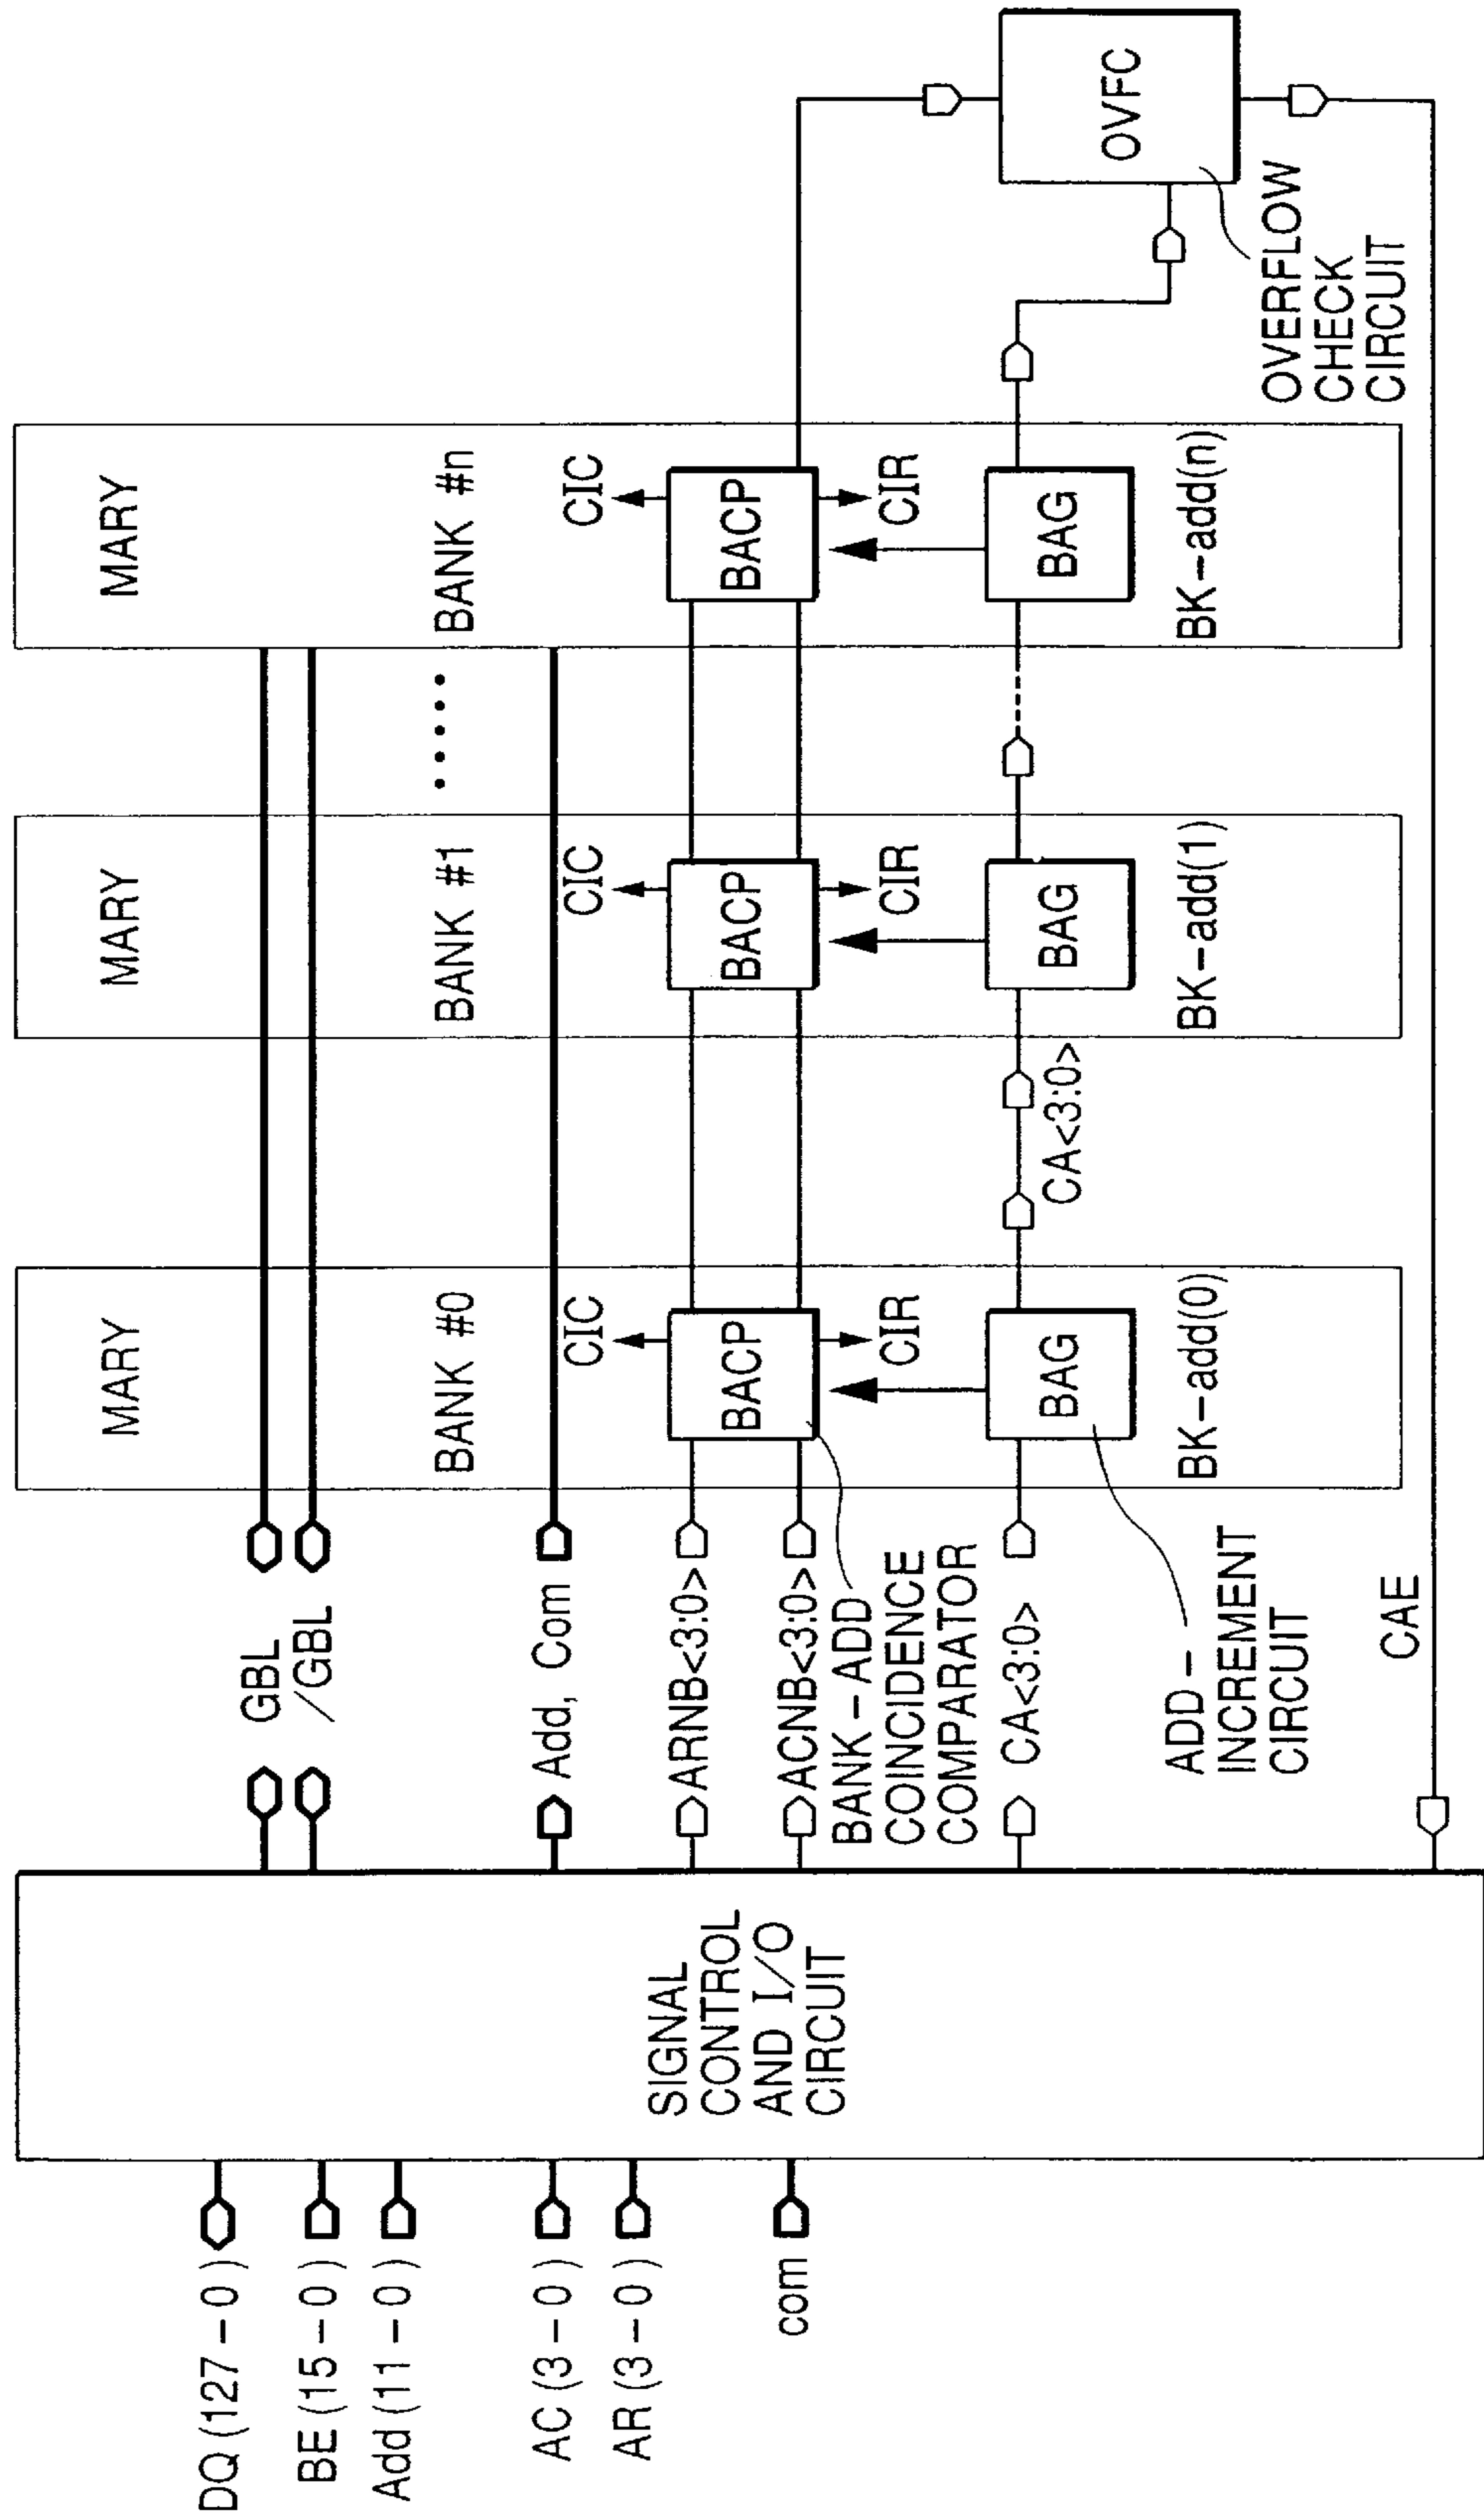 DQ (127-0)
BE (15-0)
Add (11-0)
AC (3-0)
AR (3-0)
com
SIGNAL
CONTROL
AND I/O
CIRCUIT
GBL
/GBL
Add, Com
ARNB<3:0>
ACNB<3:0>
BANK-ADD
COINCIDENCE
COMPARATOR
CA<3:0>
ADD-
INCREMENT
CIRCUIT
CAE
MARY
BANK #0
CIC
BACP
CIR
BAG
BK-add(0)
CA<3:0>
MARY
BANK #1
CIC
BACP
CIR
BAG
BK-add(1)
.....
MARY
BANK #n
CIC
BACP
CIR
BAG
BK-add(n)
OVFC
OVERFLOW
CHECK
CIRCUIT